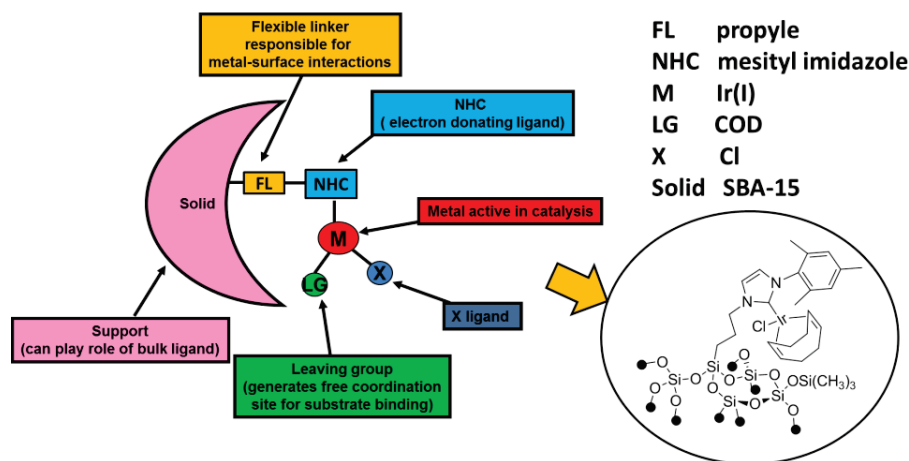 Flexible linker
responsible for
metal-surface interactions
NHC
( electron donating ligand)
Solid
FL
NHC
Metal active in catalysis
M
LG
X
X ligand
Support
(can play role of bulk ligand)
Leaving group
(generates free coordination
site for substrate binding)
FL propyle
NHC mesityl imidazole
M Ir(I)
LG COD
X Cl
Solid SBA-15
N
N
Cl
Ir
O
Si
O
Si
O
O
Si
O
OSi(CH₃)₃
O
O
O
Si
O
Si
O
O